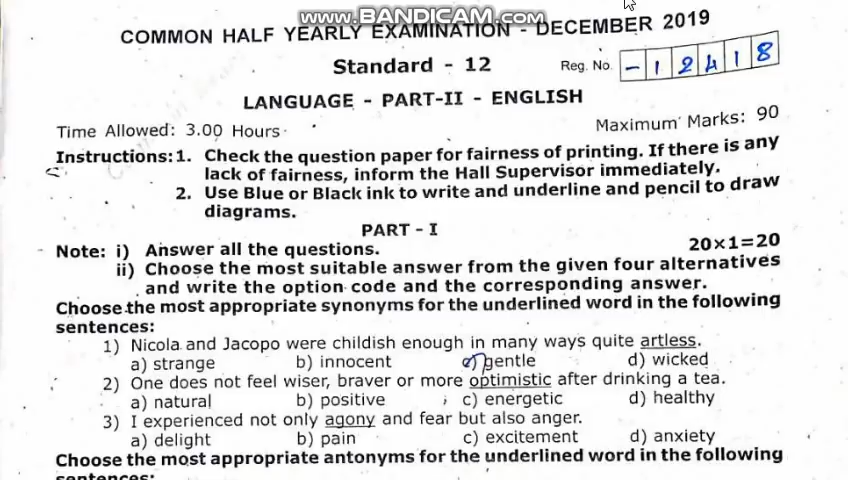 www.BANDICAM.com
COMMON HALF YEARLY EXAMINATION - DECEMBER 2019
Standard - 12
Reg. No. - 1 2 4 1 8
LANGUAGE - PART-II - ENGLISH
Time Allowed: 3.00 Hours
Maximum Marks: 90
Instructions: 1. Check the question paper for fairness of printing. If there is any
lack of fairness, inform the Hall Supervisor immediately.
2. Use Blue or Black ink to write and underline and pencil to draw
diagrams.
PART - I
Note: i) Answer all the questions. 20×1=20
ii) Choose the most suitable answer from the given four alternatives
and write the option code and the corresponding answer.
Choose the most appropriate synonyms for the underlined word in the following
sentences:
1) Nicola and Jacopo were childish enough in many ways quite artless.
a) strange b) innocent c) gentle d) wicked
2) One does not feel wiser, braver or more optimistic after drinking a tea.
a) natural b) positive c) energetic d) healthy
3) I experienced not only agony and fear but also anger.
a) delight b) pain c) excitement d) anxiety
Choose the most appropriate antonyms for the underlined word in the following
sentences: